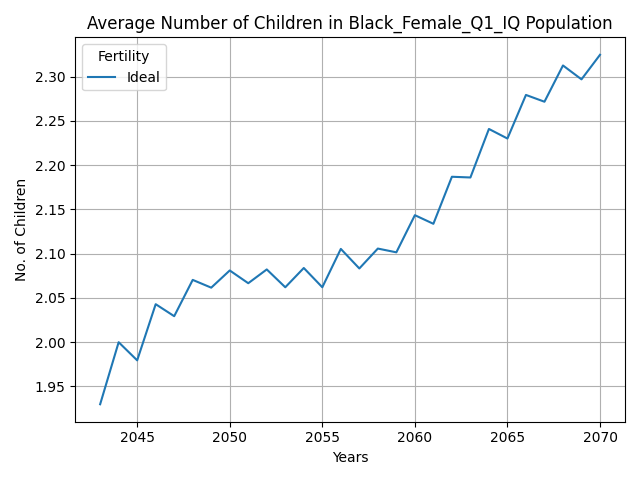 Average Number of Children in Black_Female_Q1_IQ Population
Fertility
Ideal
No. of Children
2.30
2.25
2.20
2.15
2.10
2.05
2.00
1.95
2045
2050
2055
2060
2065
2070
Years